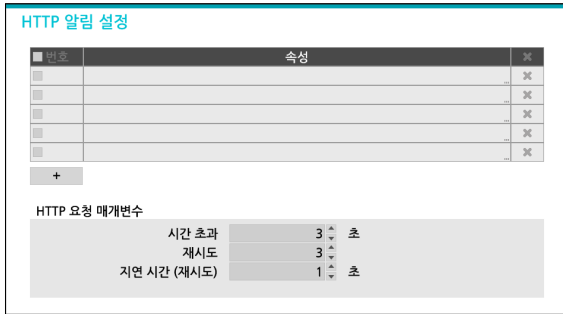 HTTP 알림 설정
번호 속성
+
HTTP 요청 매개변수
시간 초과 3 초
재시도 3
지연 시간 (재시도) 1 초